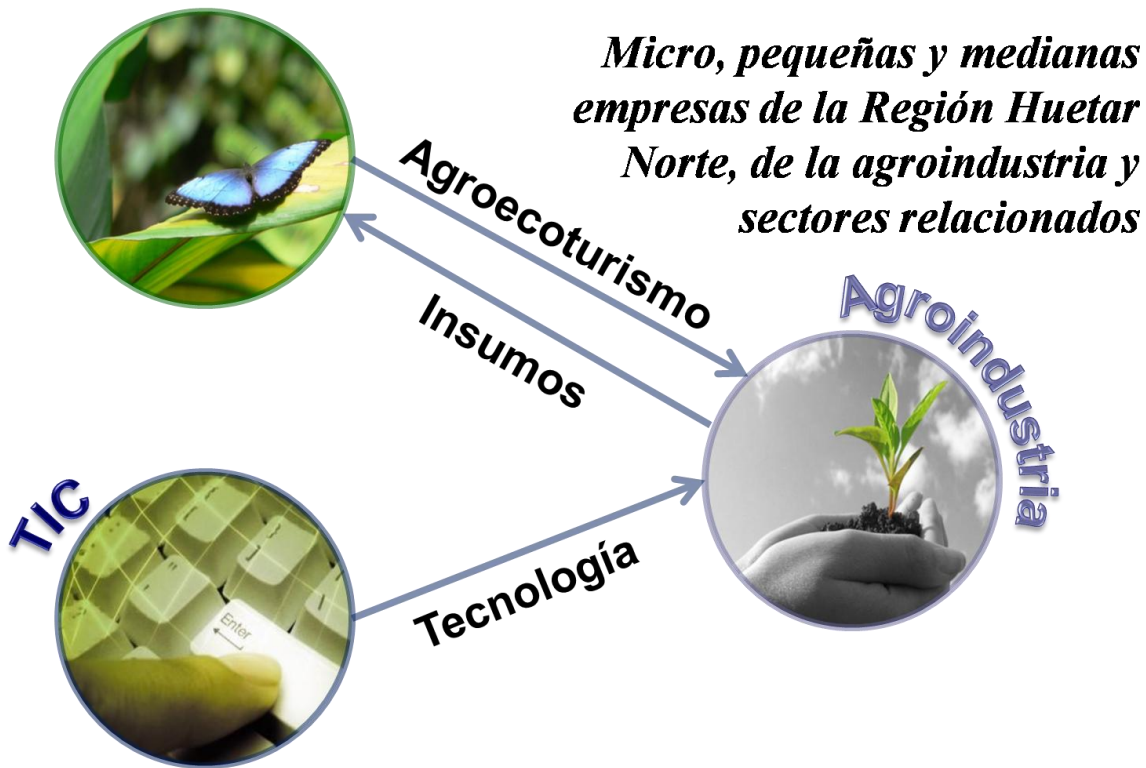 Micro, pequeñas y medianas
empresas de la Región Huetar
Norte, de la agroindustria y
sectores relacionados
Agroecoturismo
Insumos
Agroindustria
TIC
Enter
Tecnología